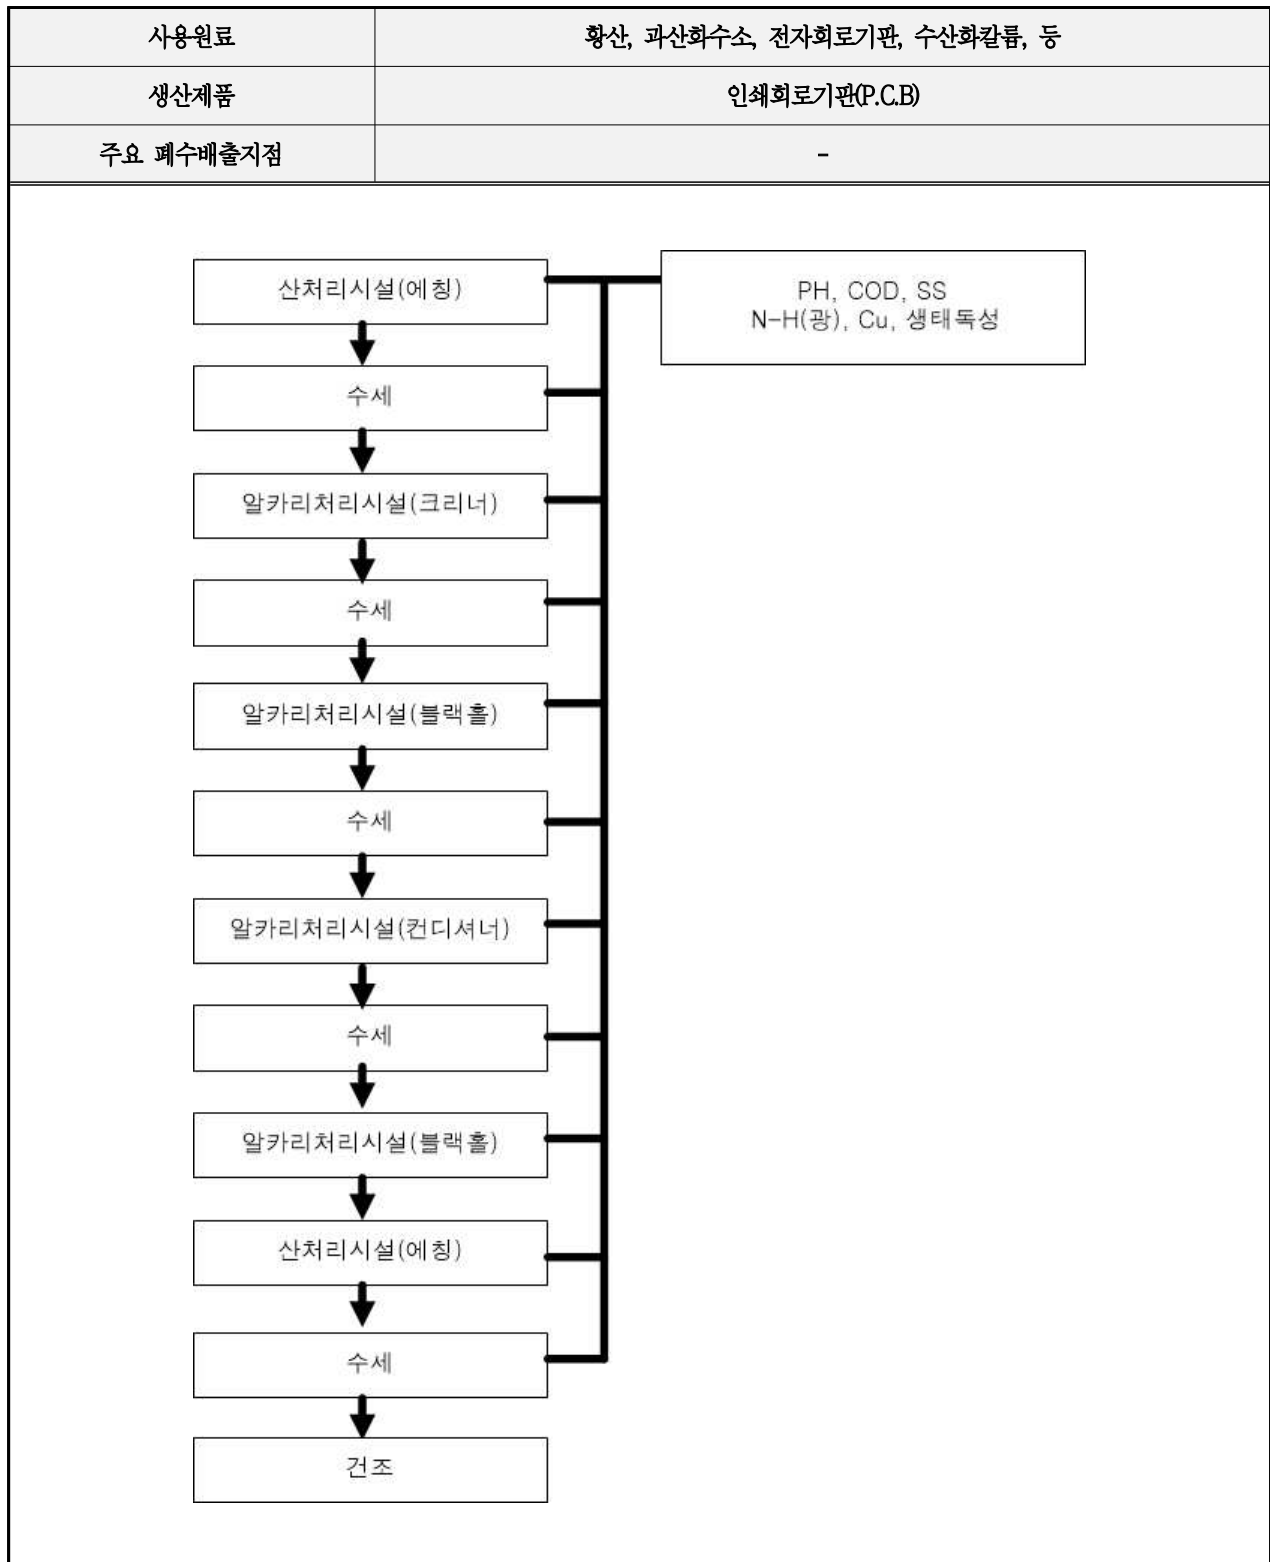 사용원료 황산, 과산화수소, 전자회로기판, 수산화칼륨, 등
생산제품 인쇄회로기판(P.C.B)
주요 폐수배출지점 -
산처리시설(에칭)
PH, COD, SS
N-H(광), Cu, 생태독성
수세
알카리처리시설(크리너)
수세
알카리처리시설(블랙홀)
수세
알카리처리시설(컨디셔너)
수세
알카리처리시설(블랙홀)
산처리시설(에칭)
수세
건조